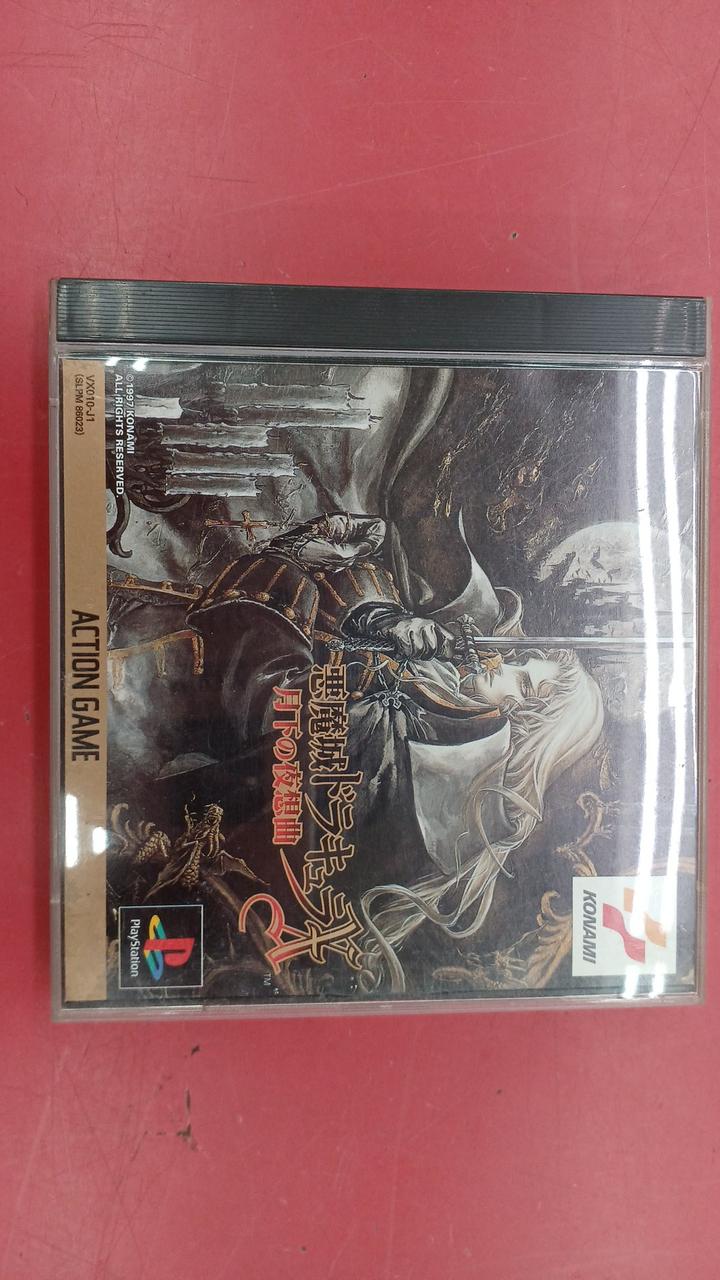 KONAMI
悪魔城ドラキュラX
月下の夜想曲
TM
©1997 KONAMI
ALL RIGHTS RESERVED.
PlayStation
VX010-J1
(SLPM 86023)
ACTION GAME